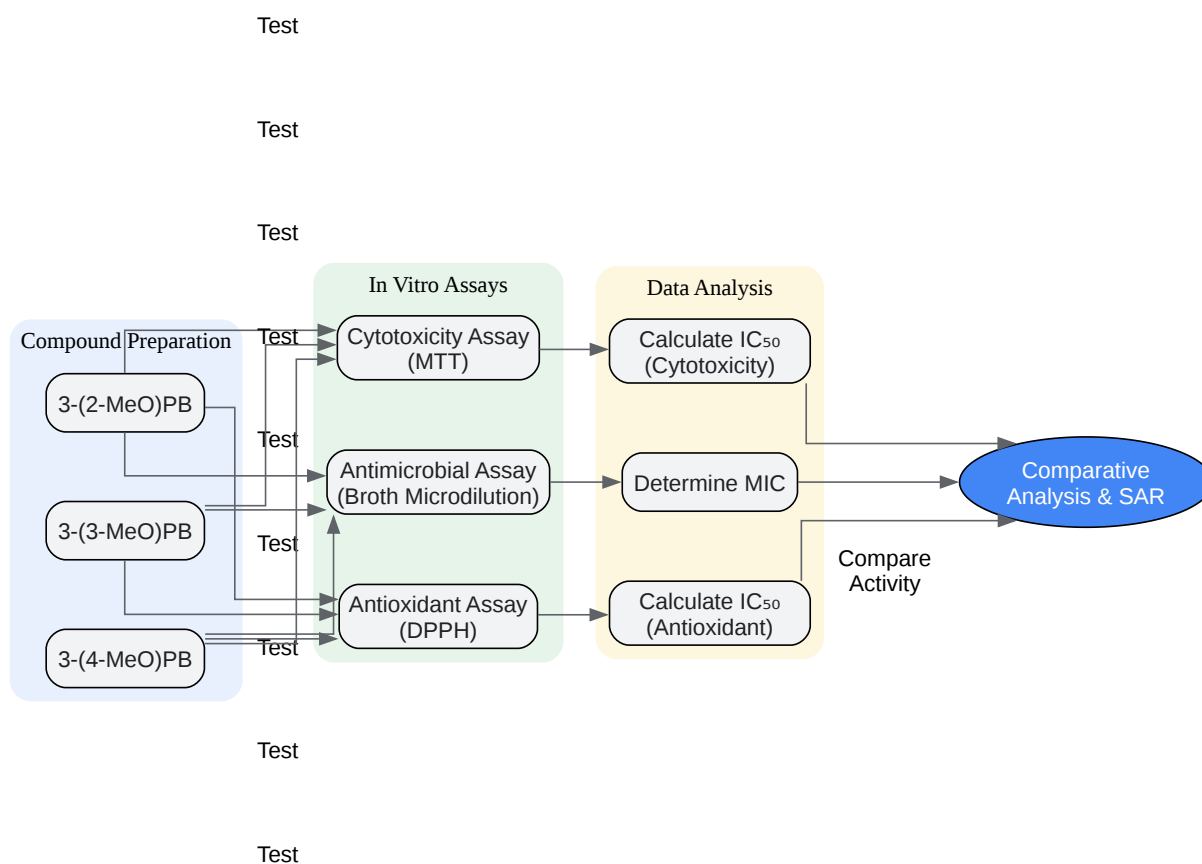 Test
Test
Test
In Vitro Assays
Data Analysis
Compound Preparation
Test
Cytotoxicity Assay
(MTT)
Calculate IC₅₀
(Cytotoxicity)
3-(2-MeO)PB
Test
Antimicrobial Assay
(Broth Microdilution)
Determine MIC
Comparative
Analysis & SAR
3-(3-MeO)PB
Test
Compare
Activity
Antioxidant Assay
(DPPH)
Calculate IC₅₀
(Antioxidant)
3-(4-MeO)PB
Test
Test
Test